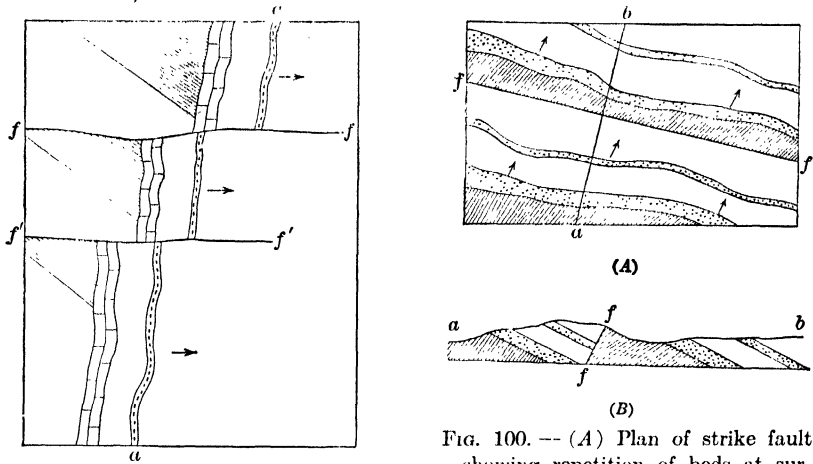 c
f f
f' f'
a
b
f
f
a
(A)
a f b
f
(B)
FIG. 100. -- (A) Plan of strike fault
showing repetition of beds at sur-